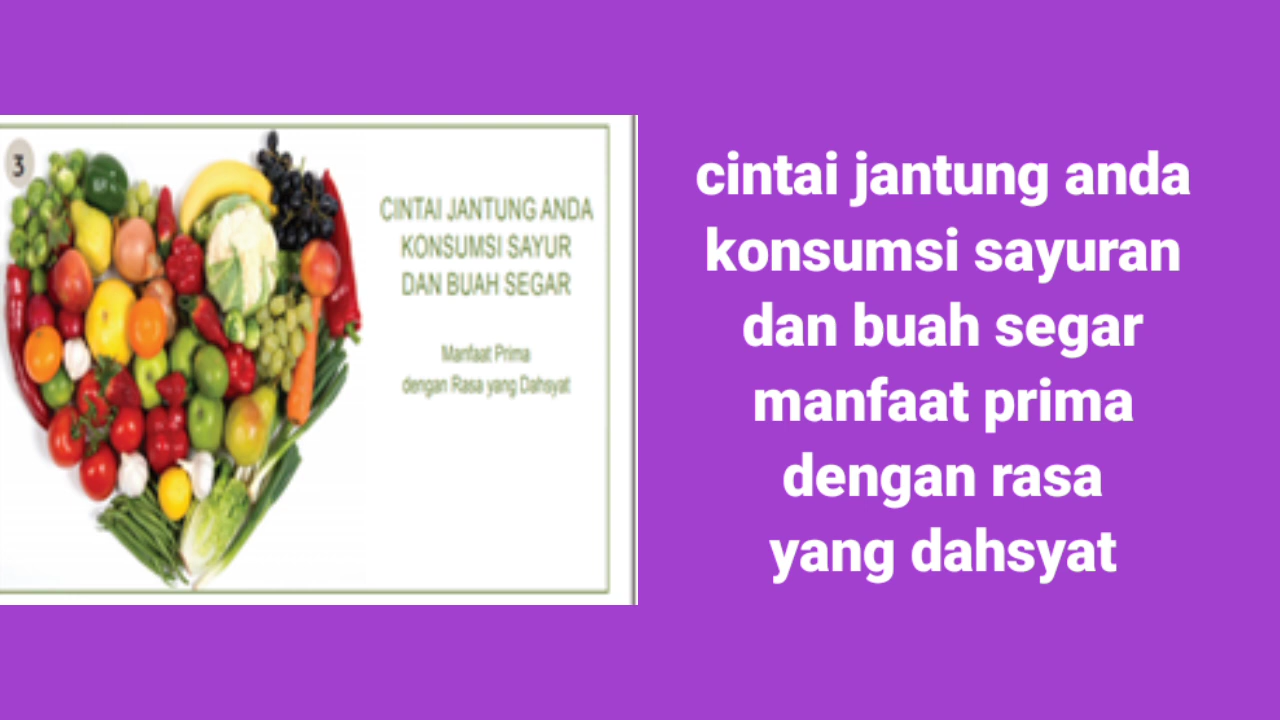 3
CINTAI JANTUNG ANDA
KONSUMSI SAYUR
DAN BUAH SEGAR
Manfaat Prima
dengan Rasa yang Dahsyat
cintai jantung anda
konsumsi sayuran
dan buah segar
manfaat prima
dengan rasa
yang dahsyat